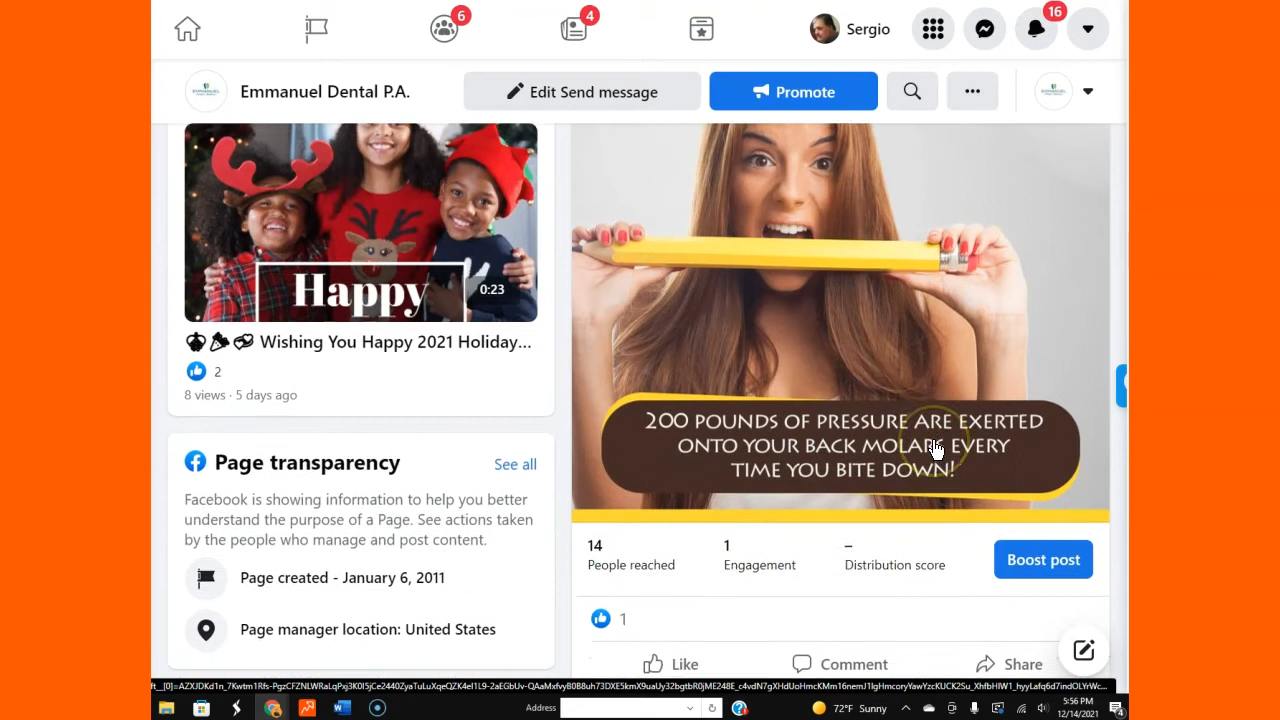 6
4
Sergio
16
Emmanuel Dental P.A.
Edit Send message
Promote
Happy
0:23
Wishing You Happy 2021 Holiday...
2
8 views · 5 days ago
Page transparency
See all
Facebook is showing information to help you better
understand the purpose of a Page. See actions taken
by the people who manage and post content.
Page created - January 6, 2011
Page manager location: United States
200 POUNDS OF PRESSURE ARE EXERTED
ONTO YOUR BACK MOLARS EVERY
TIME YOU BITE DOWN!
14
People reached
1
Engagement
–
Distribution score
Boost post
1
Like
Comment
Share
Address
72°F Sunny
5:56 PM
12/14/2021
4